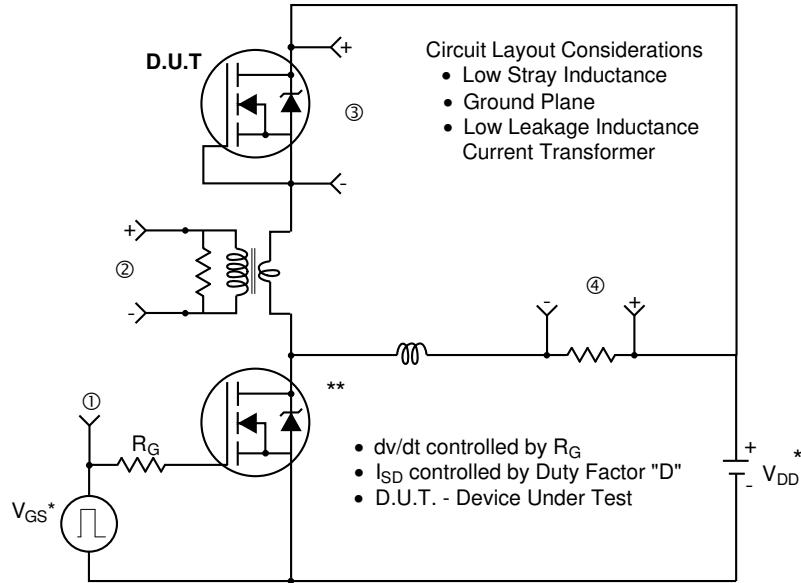 D.U.T
+
③
-
Circuit Layout Considerations
• Low Stray Inductance
• Ground Plane
• Low Leakage Inductance
Current Transformer
+
②
-
④
-
+
**
①
R_G
V_GS*
• dv/dt controlled by R_G
• I_SD controlled by Duty Factor "D"
• D.U.T. - Device Under Test
+
-
V_DD*